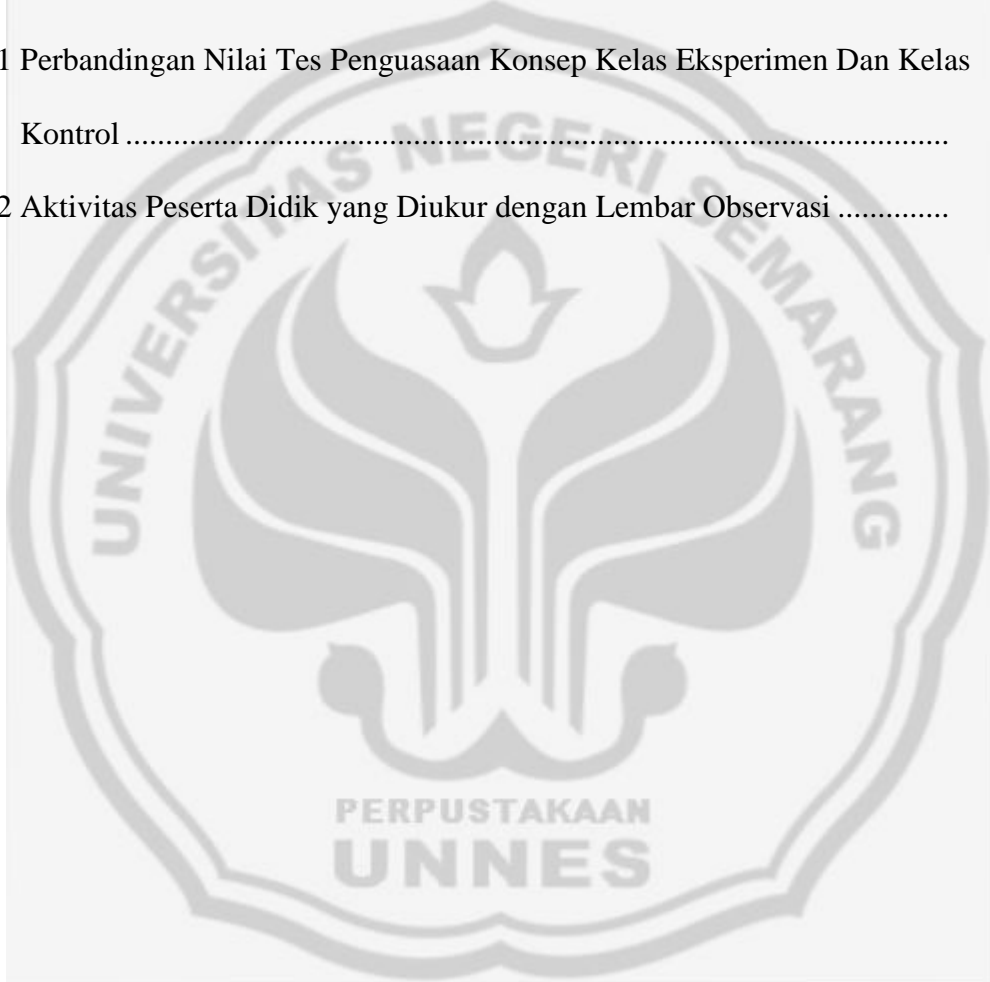 1 Perbandingan Nilai Tes Penguasaan Konsep Kelas Eksperimen Dan Kelas
Kontrol .....................................................................................................
2 Aktivitas Peserta Didik yang Diukur dengan Lembar Observasi ..............
UNIVERSITAS NEGERI SEMARANG
PERPUSTAKAAN
UNNES